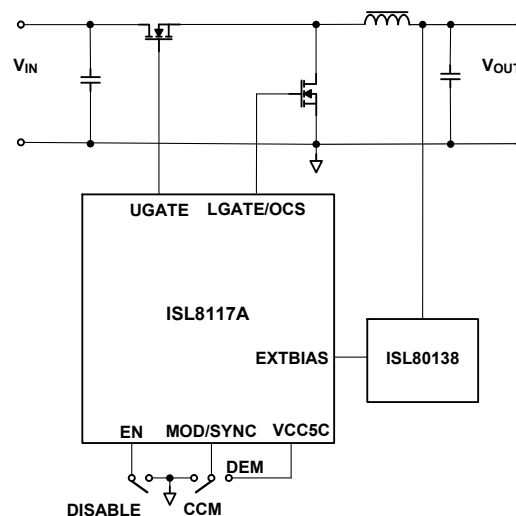 VIN
VOUT
UGATE
LGATE/OCS
ISL8117A
EXTBIAS
ISL80138
EN
MOD/SYNC
VCC5C
DEM
DISABLE
CCM